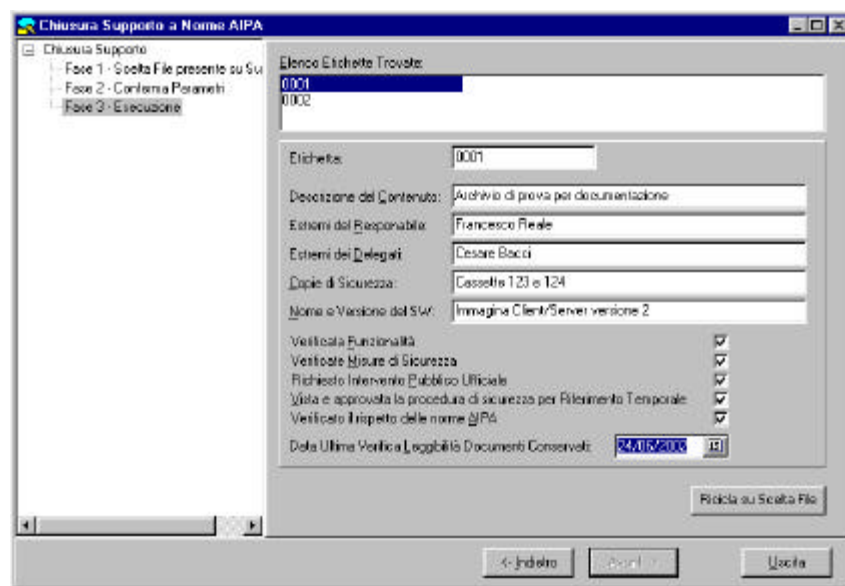 Chiusura Supporto a Norme AIPA
Chiusura Supporto
Fase 1 - Scelta File presente su Su
Fase 2 - Conferma Parametri
Fase 3 - Esecuzione
Elenco Etichette Trovate:
0001
0002
Etichetta: 0001
Descrizione del Contenuto: Archivio di prova per documentazione
Estremi del Responabile: Francesco Reale
Estremi dei Delegati: Cesare Bacci
Copie di Sicurezza: Cassette 123 e 124
Nome e Versione del SW: Immagina Client/Server versione 2
Verificata Funzionalità
Verificate Misure di Sicurezza
Richiesto Intervento Pubblico Ufficiale
Vista e approvata la procedura di sicurezza per Riferimento Temporale
Verificato il rispetto delle norme AIPA
Data Ultima Verifica Leggibilità Documenti Conservati: 24/06/2002
Ricicla su Scelta File
<- Indietro Avanti -> Uscita